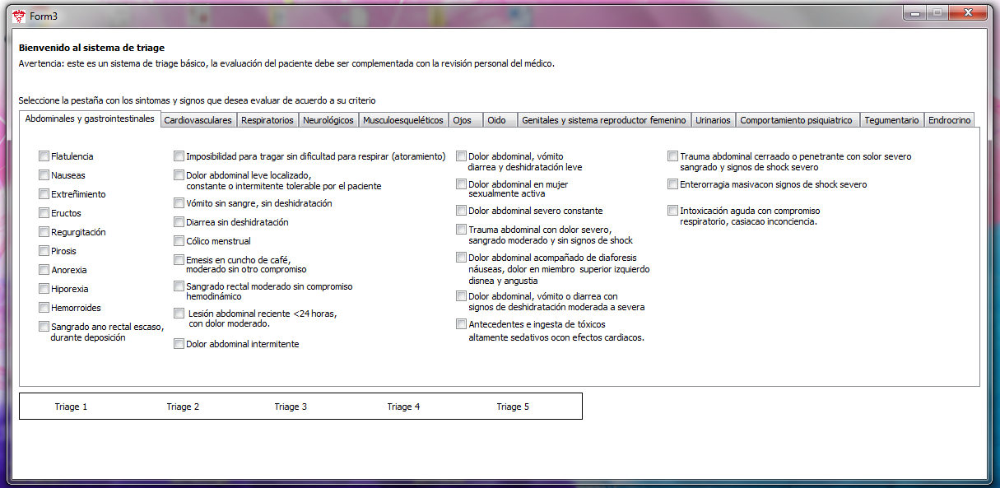 Form3
Bienvenido al sistema de triage
Avertencia: este es un sistema de triage básico, la evaluación del paciente debe ser complementada con la revisión personal del médico.
Seleccione la pestaña con los sintomas y signos que desea evaluar de acuerdo a su criterio
Abdominales y gastrointestinales Cardiovasculares Respiratorios Neurológicos Musculoesqueléticos Ojos Oido Genitales y sistema reproductor femenino Urinarios Comportamiento psiquiatrico Tegumentario Endrocrino
Flatulencia
Nauseas
Extreñimiento
Eructos
Regurgitación
Pirosis
Anorexia
Hiporexia
Hemorroides
Sangrado ano rectal escaso,
durante deposición
Imposibilidad para tragar sin dificultad para respirar (atoramiento)
Dolor abdominal leve localizado,
constante o intermitente tolerable por el paciente
Vómito sin sangre, sin deshidratación
Diarrea sin deshidratación
Cólico menstrual
Emesis en cuncho de café,
moderado sin otro compromiso
Sangrado rectal moderado sin compromiso
hemodinámico
Lesión abdominal reciente <24 horas,
con dolor moderado.
Dolor abdominal intermitente
Dolor abdominal, vómito
diarrea y deshidratación leve
Dolor abdominal en mujer
sexualmente activa
Dolor abdominal severo constante
Trauma abdominal con dolor severo,
sangrado moderado y sin signos de shock
Dolor abdominal acompañado de diaforesis
náuseas, dolor en miembro superior izquierdo
disnea y angustia
Dolor abdominal, vómito o diarrea con
signos de deshidratación moderada a severa
Antecedentes e ingesta de tóxicos
altamente sedativos ocon efectos cardiacos.
Trauma abdominal cerraado o penetrante con solor severo
sangrado y signos de shock severo
Enterorragia masivacon signos de shock severo
Intoxicación aguda con compromiso
respiratorio, casiacao inconciencia.
Triage 1 Triage 2 Triage 3 Triage 4 Triage 5